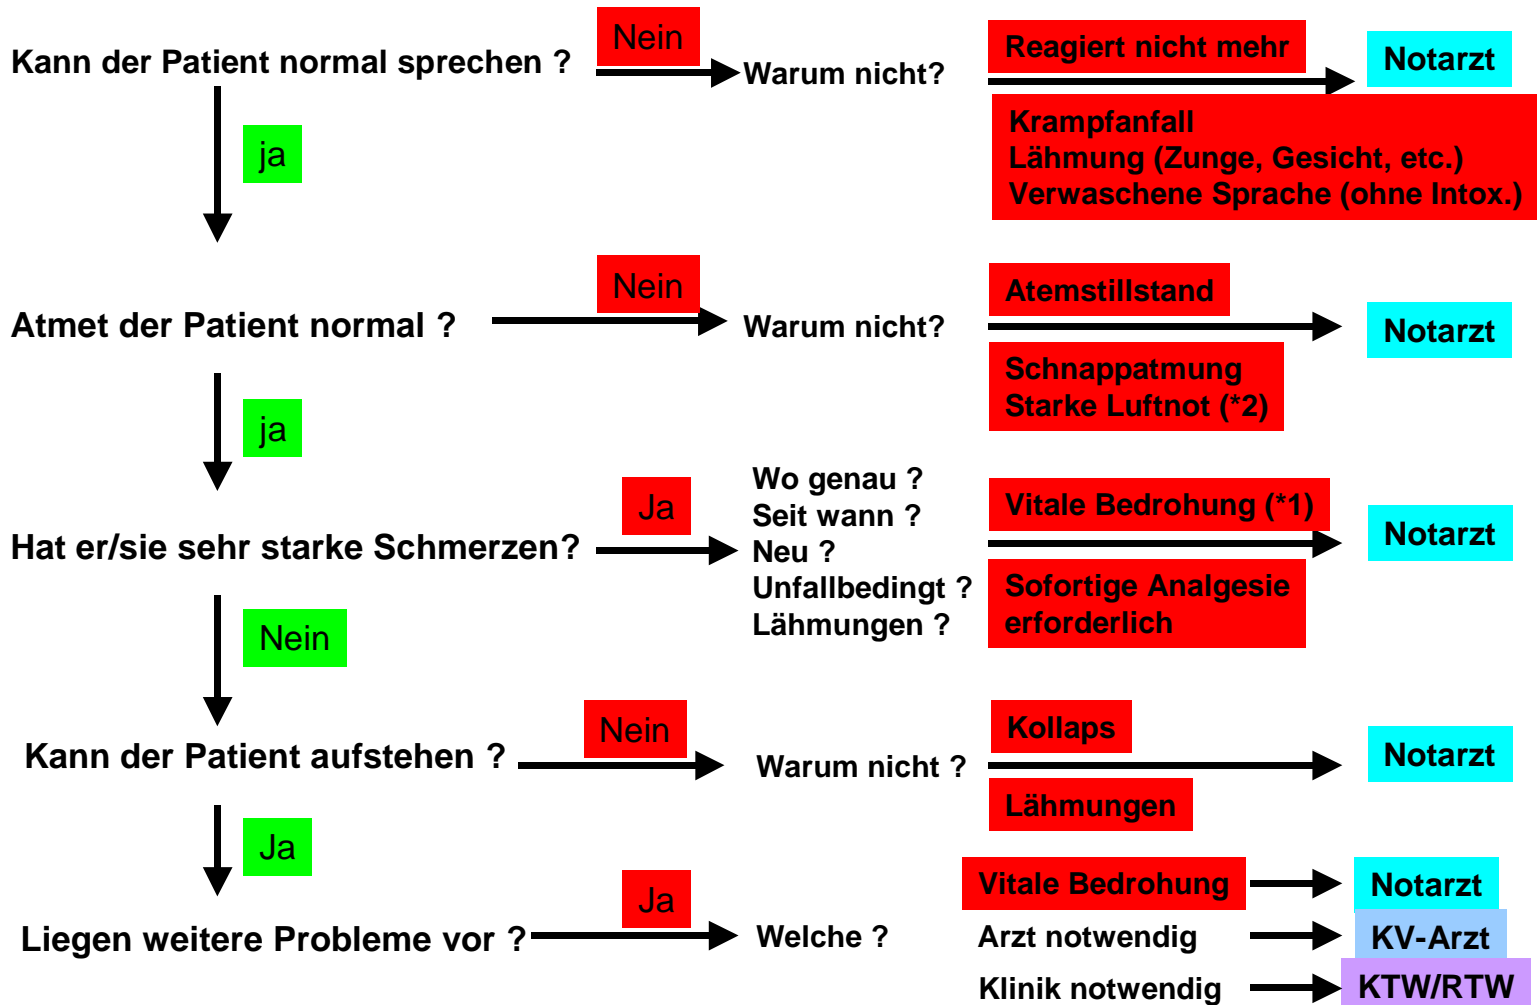 Kann der Patient normal sprechen ?
Nein
Warum nicht?
Reagiert nicht mehr
Notarzt
Krampfanfall
Lähmung (Zunge, Gesicht, etc.)
Verwaschene Sprache (ohne Intox.)
ja
Atmet der Patient normal ?
Nein
Warum nicht?
Atemstillstand
Notarzt
Schnappatmung
Starke Luftnot (*2)
ja
Hat er/sie sehr starke Schmerzen?
Ja
Wo genau ?
Seit wann ?
Neu ?
Unfallbedingt ?
Lähmungen ?
Vitale Bedrohung (*1)
Notarzt
Sofortige Analgesie
erforderlich
Nein
Kann der Patient aufstehen ?
Nein
Warum nicht ?
Kollaps
Notarzt
Lähmungen
Ja
Liegen weitere Probleme vor ?
Ja
Welche ?
Vitale Bedrohung
Notarzt
Arzt notwendig
KV-Arzt
Klinik notwendig
KTW/RTW